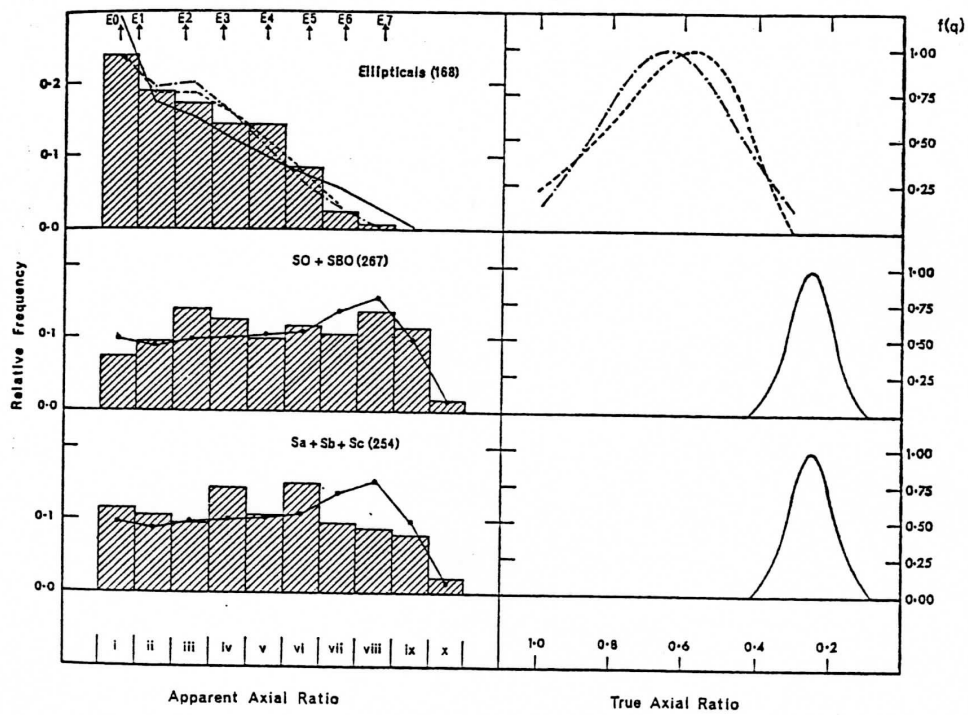 E0 E1 E2 E3 E4 E5 E6 E7
f(q)
Ellipticals (168)
0·2
0·1
0·0
1·00
0·75
0·50
0·25
SO + SBO (267)
0·1
0·0
1·00
0·75
0·50
0·25
0·00
Sa + Sb + Sc (254)
0·1
0·0
1·00
0·75
0·50
0·25
0·00
Relative Frequency
i ii iii iv v vi vii viii ix x
1.0 0·8 0·6 0·4 0·2
Apparent Axial Ratio
True Axial Ratio